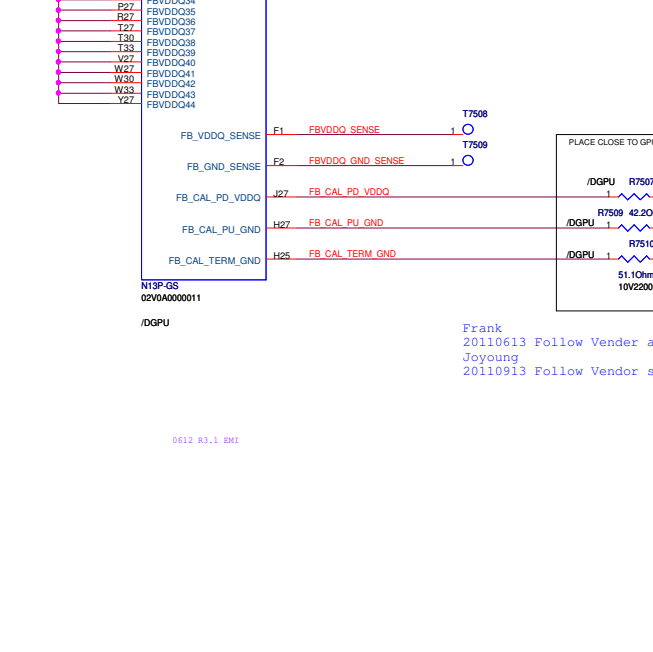 FBVDDQ34
P27 FBVDDQ35
R27 FBVDDQ36
T27 FBVDDQ37
T30 FBVDDQ38
T33 FBVDDQ39
V27 FBVDDQ40
W27 FBVDDQ41
W30 FBVDDQ42
W33 FBVDDQ43
Y27 FBVDDQ44
T7508
FB_VDDQ_SENSE F1 FBVDDQ_SENSE 1
T7509
PLACE CLOSE TO GP
FB_GND_SENSE F2 FBVDDQ_GND_SENSE 1
/DGPU R7507
FB_CAL_PD_VDDQ J27 FB_CAL_PD_VDDQ 1
R7509 42.2O
FB_CAL_PU_GND H27 FB_CAL_PU_GND /DGPU 1
R7510
FB_CAL_TERM_GND H25 FB_CAL_TERM_GND /DGPU 1
51.1Ohm
N13P-GS
10V2200
02V0A0000011
/DGPU
Frank
20110613 Follow Vender a
Joyoung
20110913 Follow Vendor s
0612 R3.1 EMI